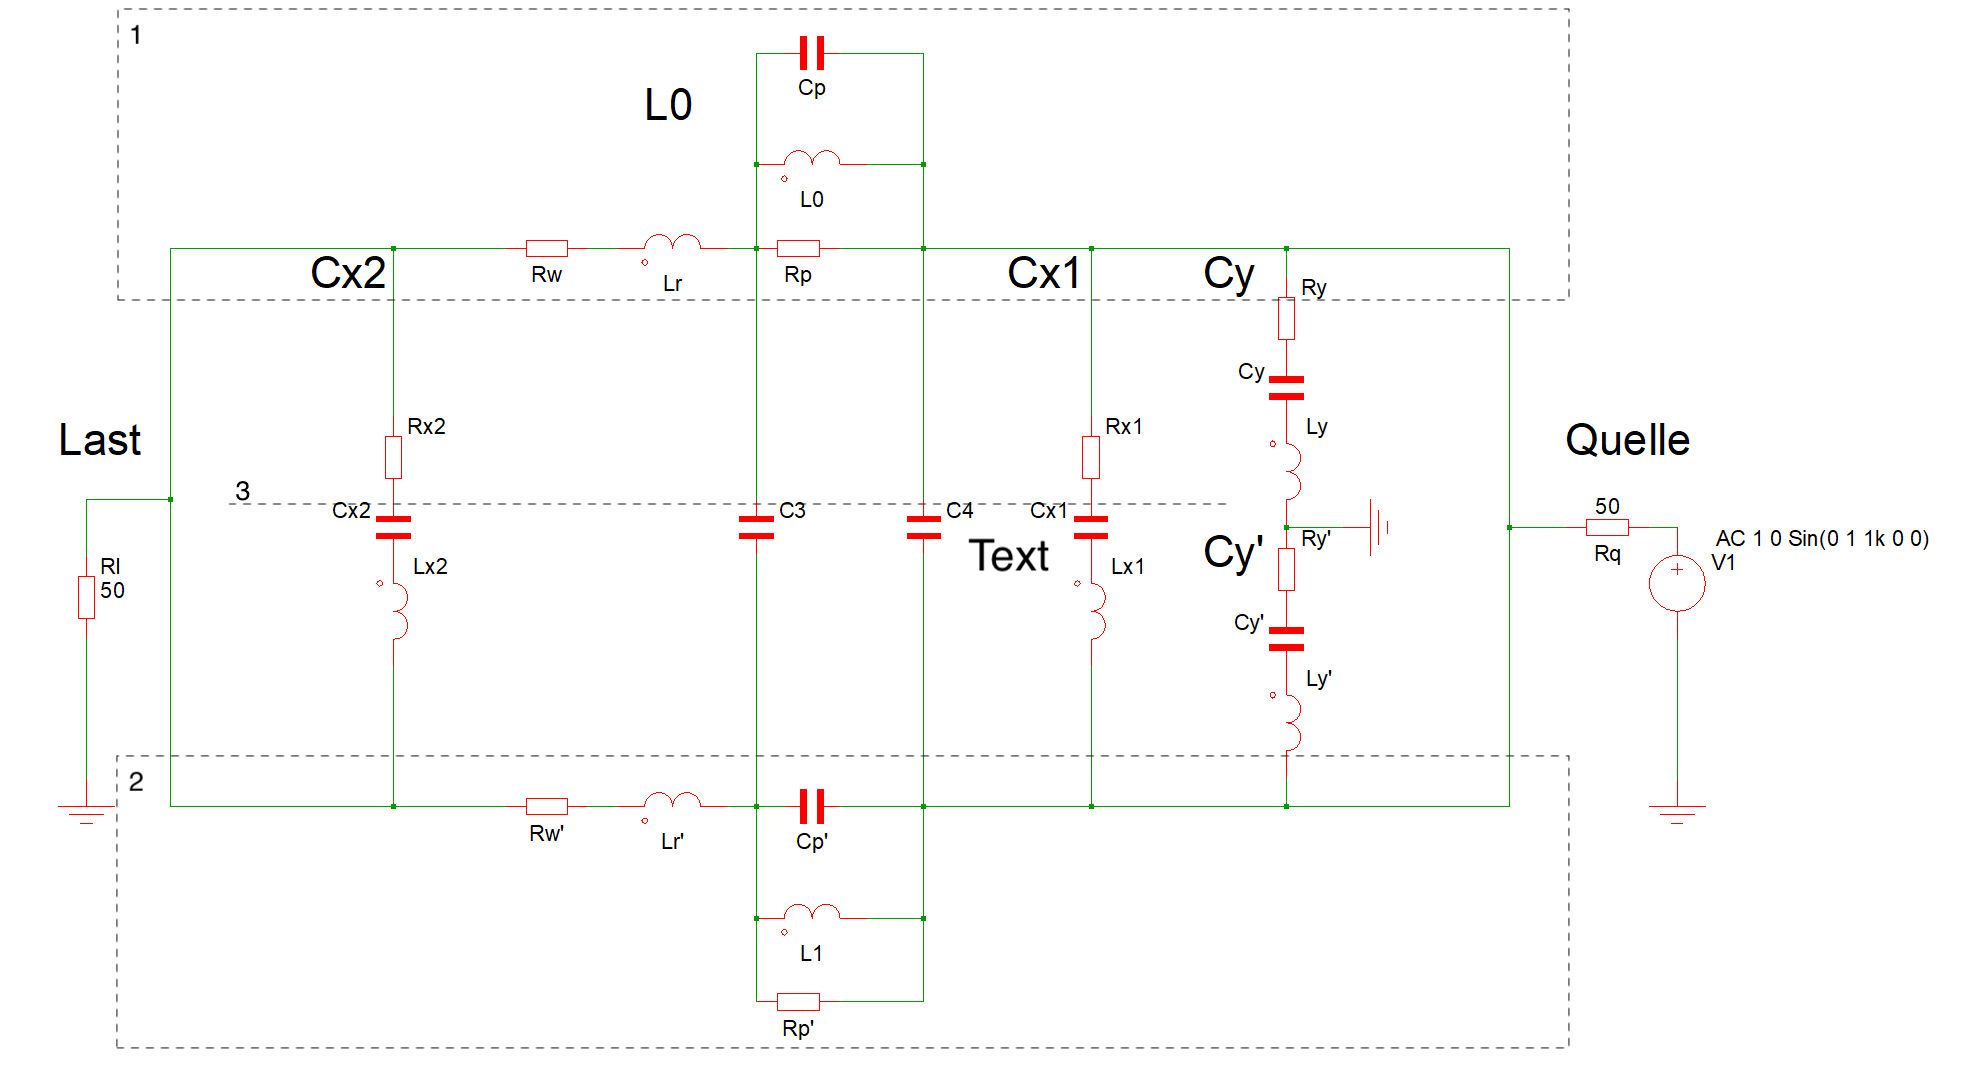 1
Cp
L0
L0
Cx2
Rw
Lr
Rp
Cx1
Cy
Ry
Cy
Ly
Last
Rx2
Rx1
Quelle
3
Cx2
C3
C4
Cx1
Text
Cy'
Ry'
50
Rq
AC 1 0 Sin(0 1 1k 0 0)
V1
Rl
50
Lx2
Lx1
Cy'
Ly'
2
Rw'
Lr'
Cp'
L1
Rp'